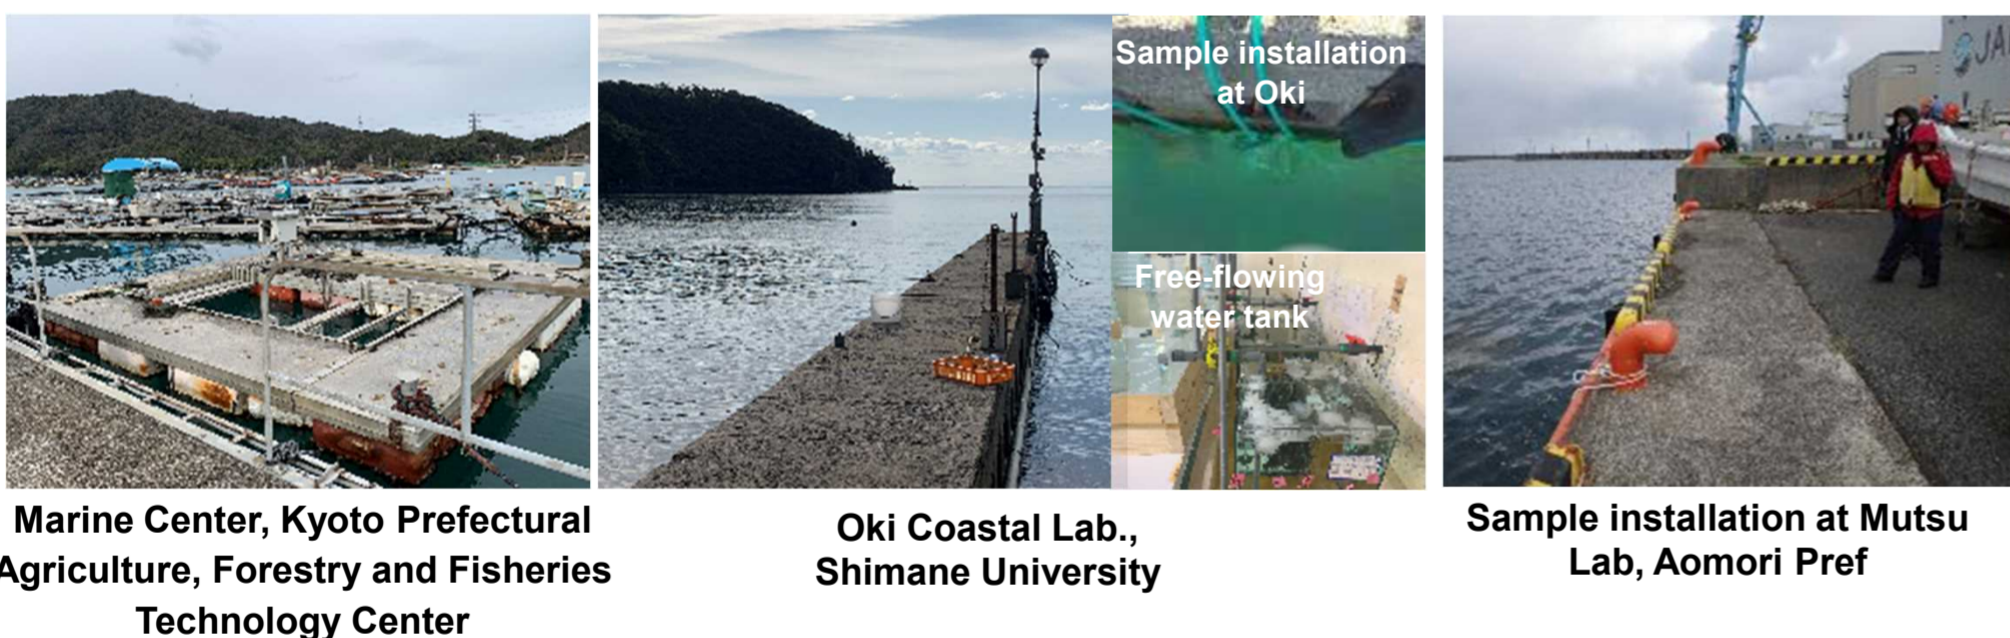 Sample installation
at Oki
Free-flowing
water tank
JA
Marine Center, Kyoto Prefectural
Agriculture, Forestry and Fisheries
Technology Center
Oki Coastal Lab.,
Shimane University
Sample installation at Mutsu
Lab, Aomori Pref